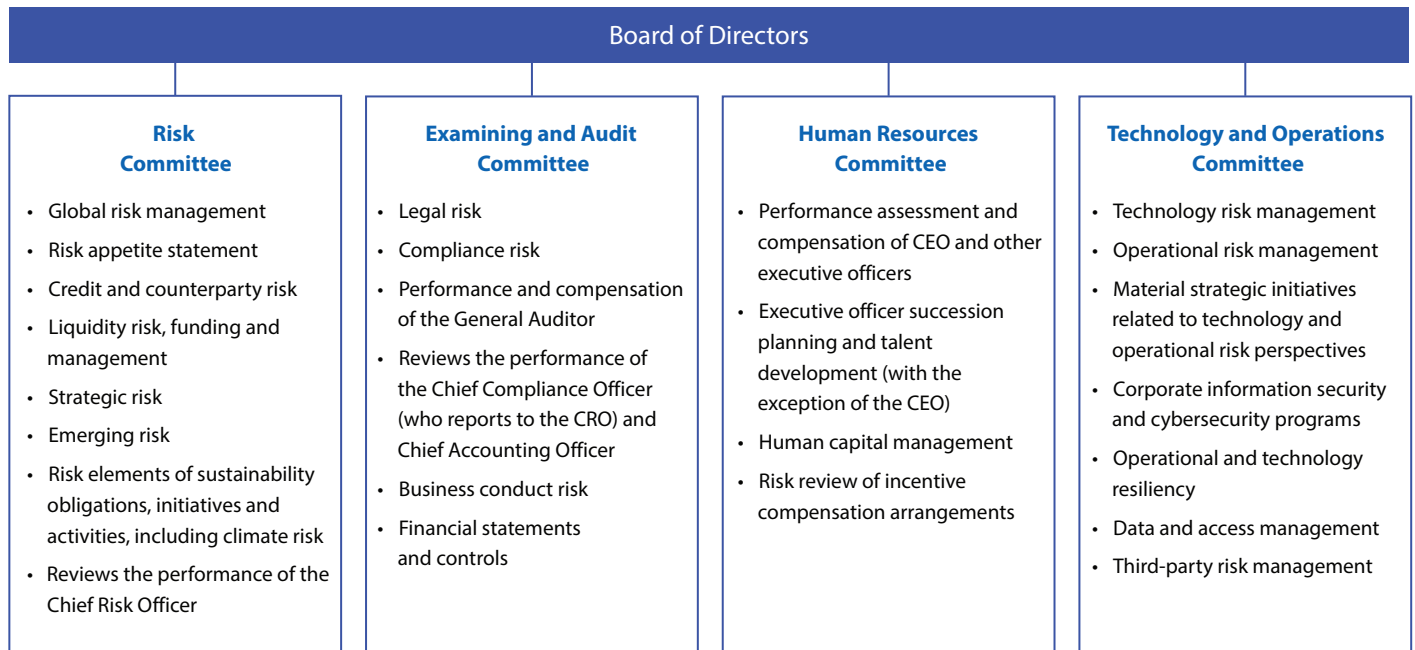 Board of Directors
Risk
Committee
• Global risk management
• Risk appetite statement
• Credit and counterparty risk
• Liquidity risk, funding and
management
• Strategic risk
• Emerging risk
• Risk elements of sustainability
obligations, initiatives and
activities, including climate risk
• Reviews the performance of the
Chief Risk Officer
Examining and Audit
Committee
• Legal risk
• Compliance risk
• Performance and compensation
of the General Auditor
• Reviews the performance of
the Chief Compliance Officer
(who reports to the CRO) and
Chief Accounting Officer
• Business conduct risk
• Financial statements
and controls
Human Resources
Committee
• Performance assessment and
compensation of CEO and other
executive officers
• Executive officer succession
planning and talent
development (with the
exception of the CEO)
• Human capital management
• Risk review of incentive
compensation arrangements
Technology and Operations
Committee
• Technology risk management
• Operational risk management
• Material strategic initiatives
related to technology and
operational risk perspectives
• Corporate information security
and cybersecurity programs
• Operational and technology
resiliency
• Data and access management
• Third-party risk management